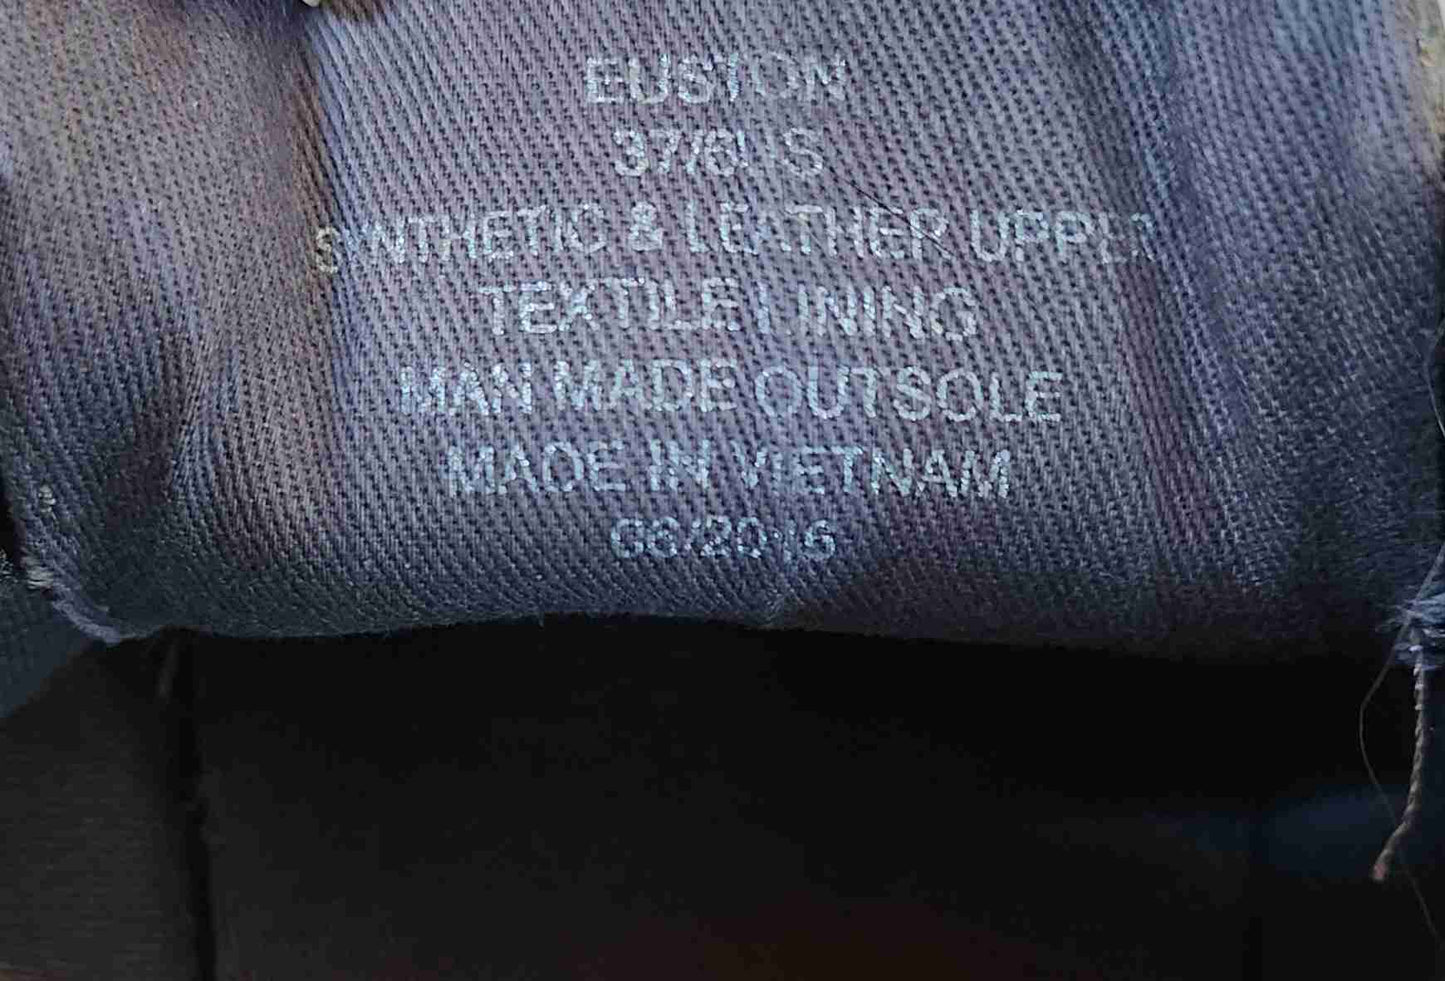 EUSTON
37/6US
SYNTHETIC & LEATHER UPPER
TEXTILE LINING
MAN MADE OUTSOLE
MADE IN VIETNAM
06/2016